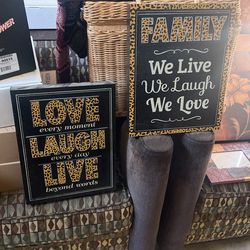 LOVE
every moment
LAUGH
every day
LIVE
beyond words
FAMILY
We Live
We Laugh
We Love